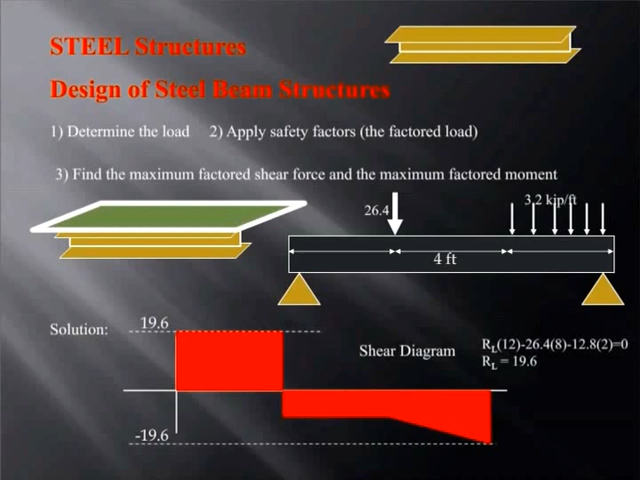 STEEL Structures
Design of Steel Beam Structures
1) Determine the load 2) Apply safety factors (the factored load)
3) Find the maximum factored shear force and the maximum factored moment
26.4
3.2 kip/ft
4 ft
Solution:
19.6
Shear Diagram
R_L(12)-26.4(8)-12.8(2)=0
R_L = 19.6
-19.6